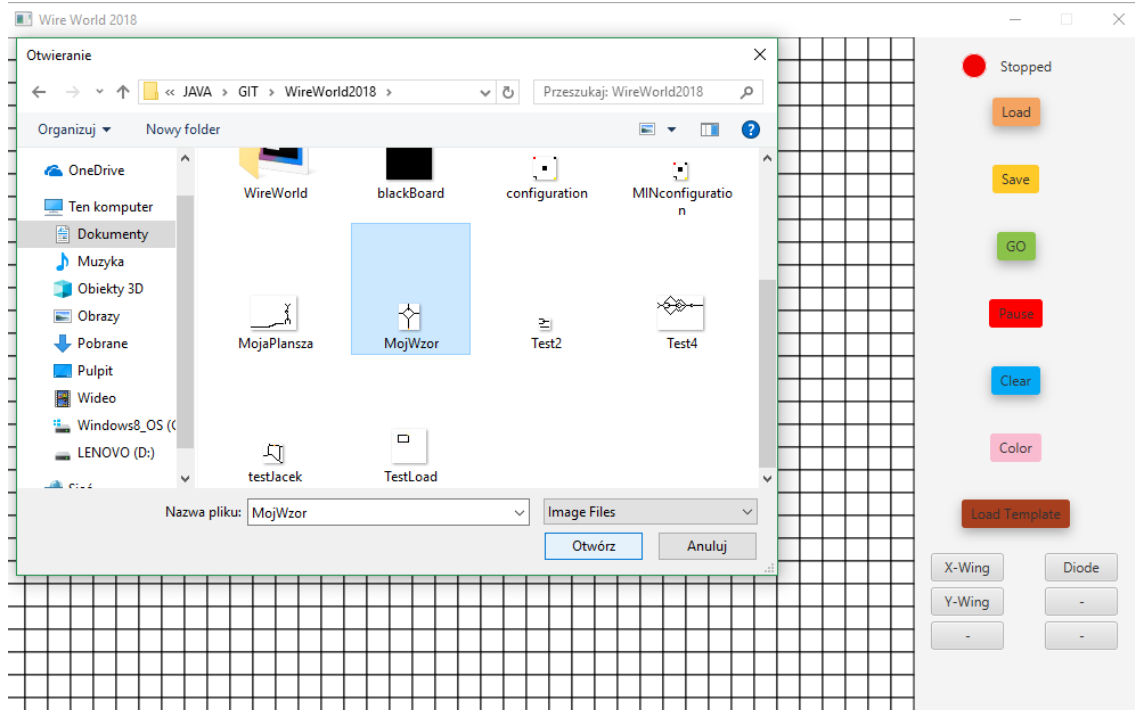 Wire World 2018
Otwieranie
« JAVA > GIT > WireWorld2018 >
Przeszukaj: WireWorld2018
Organizuj
Nowy folder
OneDrive
Ten komputer
Dokumenty
Muzyka
Obiekty 3D
Obrazy
Pobrane
Pulpit
Wideo
Windows8_OS (C
LENOVO (D:)
WireWorld
blackBoard
configuration
MINconfiguratio
n
MojaPlansza
MojWzor
Test2
Test4
testJacek
TestLoad
Nazwa pliku:
MojWzor
Image Files
Otwórz
Anuluj
Stopped
Load
Save
GO
Pause
Clear
Color
Load Template
X-Wing
Diode
Y-Wing
-
-
-